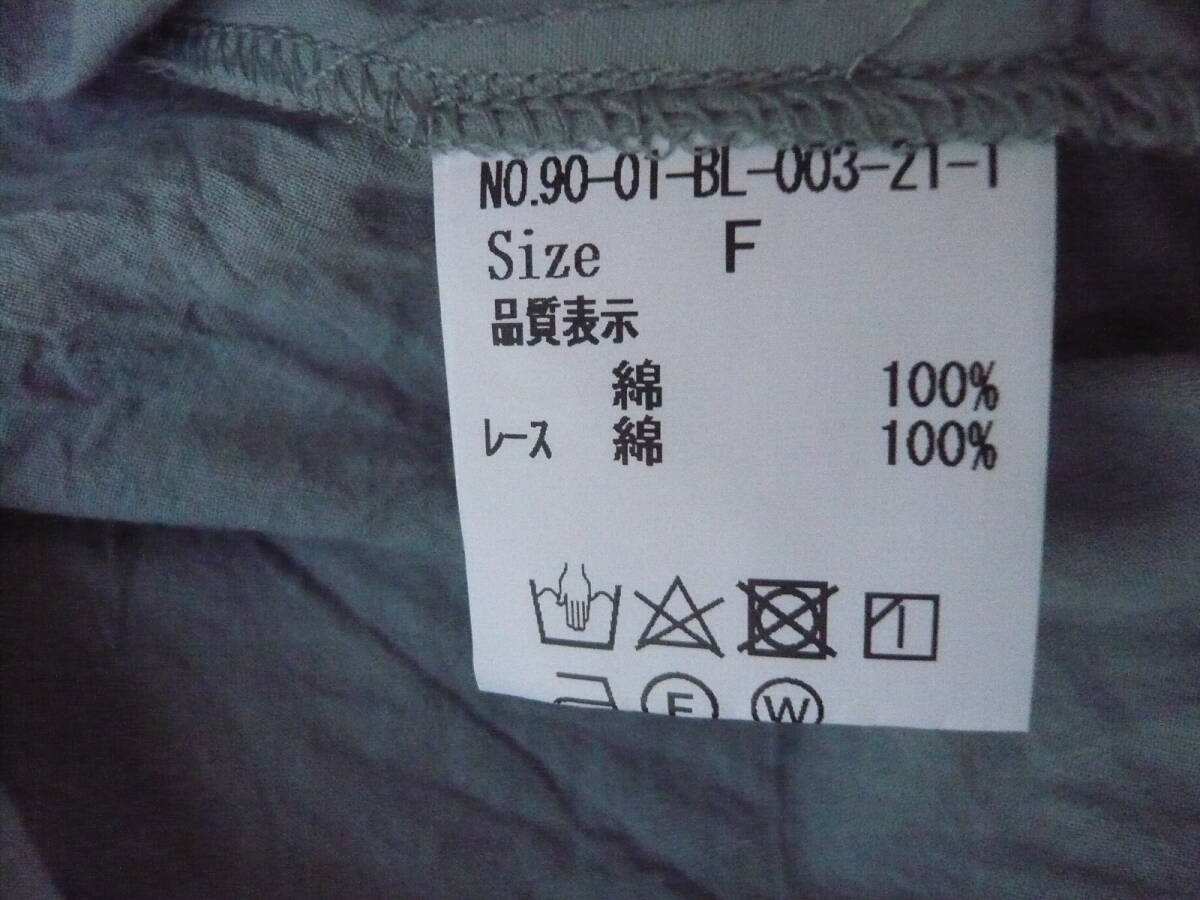 NO.90-01-BL-003-21-1
Size F
品質表示
綿 100%
レース 綿 100%
F W